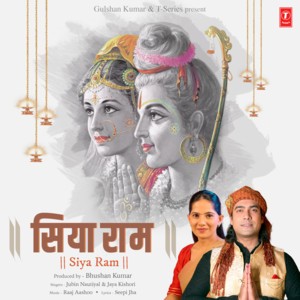 Gulshan Kumar & T-Series present
T-SERIES
॥ सिया राम ॥
|| Siya Ram ||
Produced by - Bhushan Kumar
Singers - Jubin Nautiyal & Jaya Kishori
Music - Raaj Aashoo - Lyrics - Seepi Jha